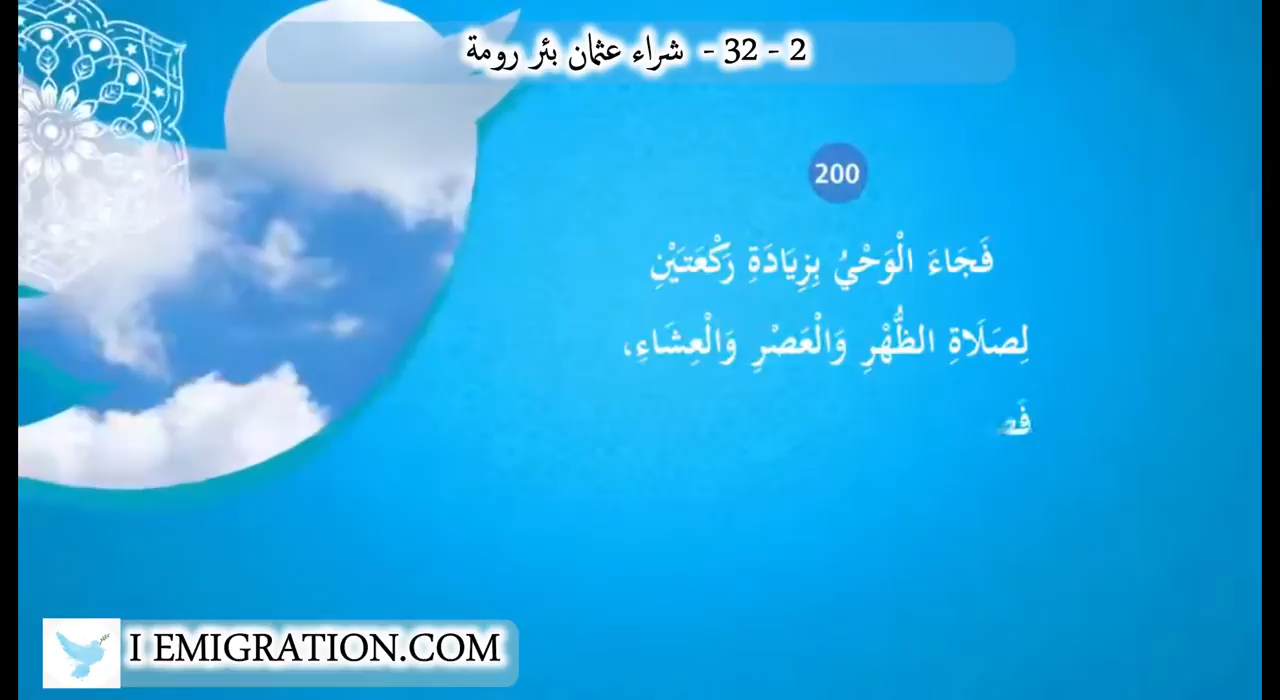 2 - 32 - شراء عثمان بئر رومة
200
فَجَاءَ الْوَحْيُ بِزِيَادَةِ رَكْعَتَيْنِ
لِصَلَاةِ الظُّهْرِ وَالْعَصْرِ وَالْعِشَاءِ،
I EMIGRATION.COM